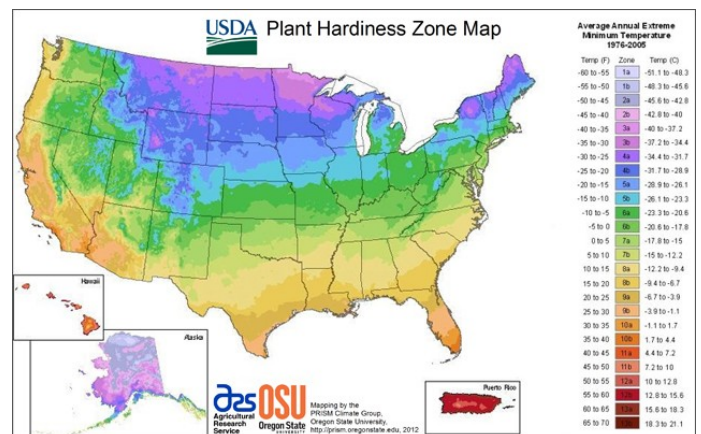 USDA Plant Hardiness Zone Map
Average Annual Extreme
Minimum Temperature
1976-2005
Temp (F) Zone Temp (C)
-60 to -55 1a -51.1 to -48.3
-55 to -50 1b -48.3 to -45.6
-50 to -45 2a -45.6 to -42.8
-45 to -40 2b -42.8 to -40
-40 to -35 3a -40 to -37.2
-35 to -30 3b -37.2 to -34.4
-30 to -25 4a -34.4 to -31.7
-25 to -20 4b -31.7 to -28.9
-20 to -15 5a -28.9 to -26.1
-15 to -10 5b -26.1 to -23.3
-10 to -5 6a -23.3 to -20.6
-5 to 0 6b -20.6 to -17.8
0 to 5 7a -17.8 to -15
5 to 10 7b -15 to -12.2
10 to 15 8a -12.2 to -9.4
15 to 20 8b -9.4 to -6.7
20 to 25 9a -6.7 to -3.9
25 to 30 9b -3.9 to -1.1
30 to 35 10a -1.1 to 1.7
35 to 40 10b 1.7 to 4.4
40 to 45 11a 4.4 to 7.2
45 to 50 11b 7.2 to 10
50 to 55 12a 10 to 12.8
55 to 60 12.8 to 15.6
60 to 65 15.6 to 18.3
65 to 70 18.3 to 21.1
Hawaii
Alaska
Puerto Rico
ars
Agricultural
Research
Service
OSU
Oregon State
UNIVERSITY
Mapping by the
PRISM Climate Group,
Oregon State University,
http://prism.oregonstate.edu, 2012